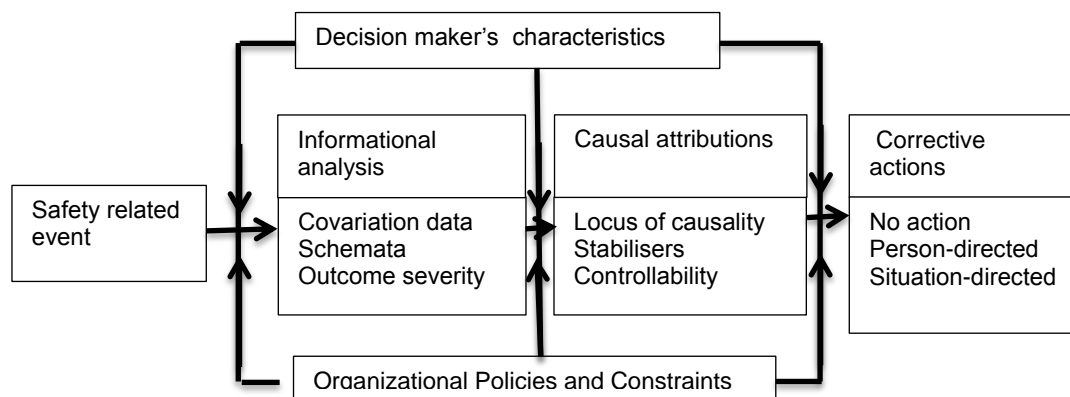 Decision maker's characteristics
Informational
analysis
Causal attributions
Corrective
actions
Safety related
event
Covariation data
Schemata
Outcome severity
Locus of causality
Stabilisers
Controllability
No action
Person-directed
Situation-directed
Organizational Policies and Constraints